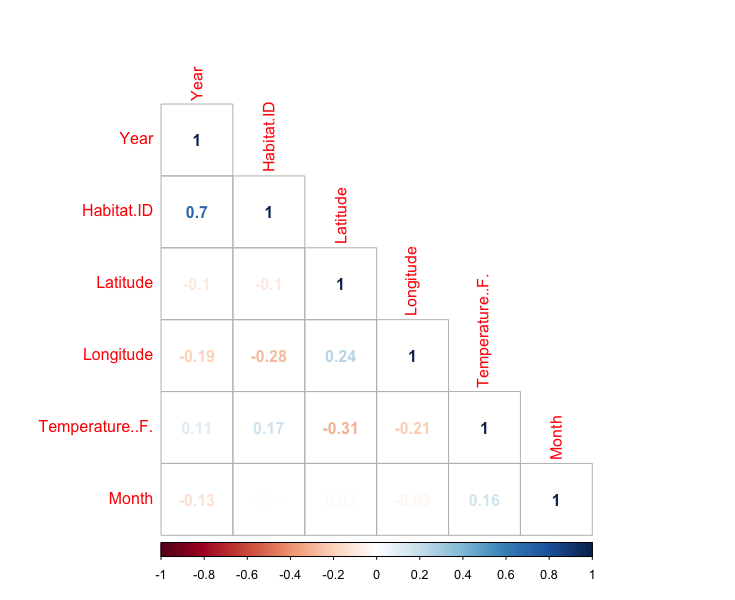 Year
Habitat.ID
Latitude
Longitude
Temperature..F.
Month
Year 1
Habitat.ID 0.7 1
Latitude -0.1 -0.1 1
Longitude -0.19 -0.28 0.24 1
Temperature..F. 0.11 0.17 -0.31 -0.21 1
Month -0.13 0.03 -0.03 0.16 1
-1 -0.8 -0.6 -0.4 -0.2 0 0.2 0.4 0.6 0.8 1